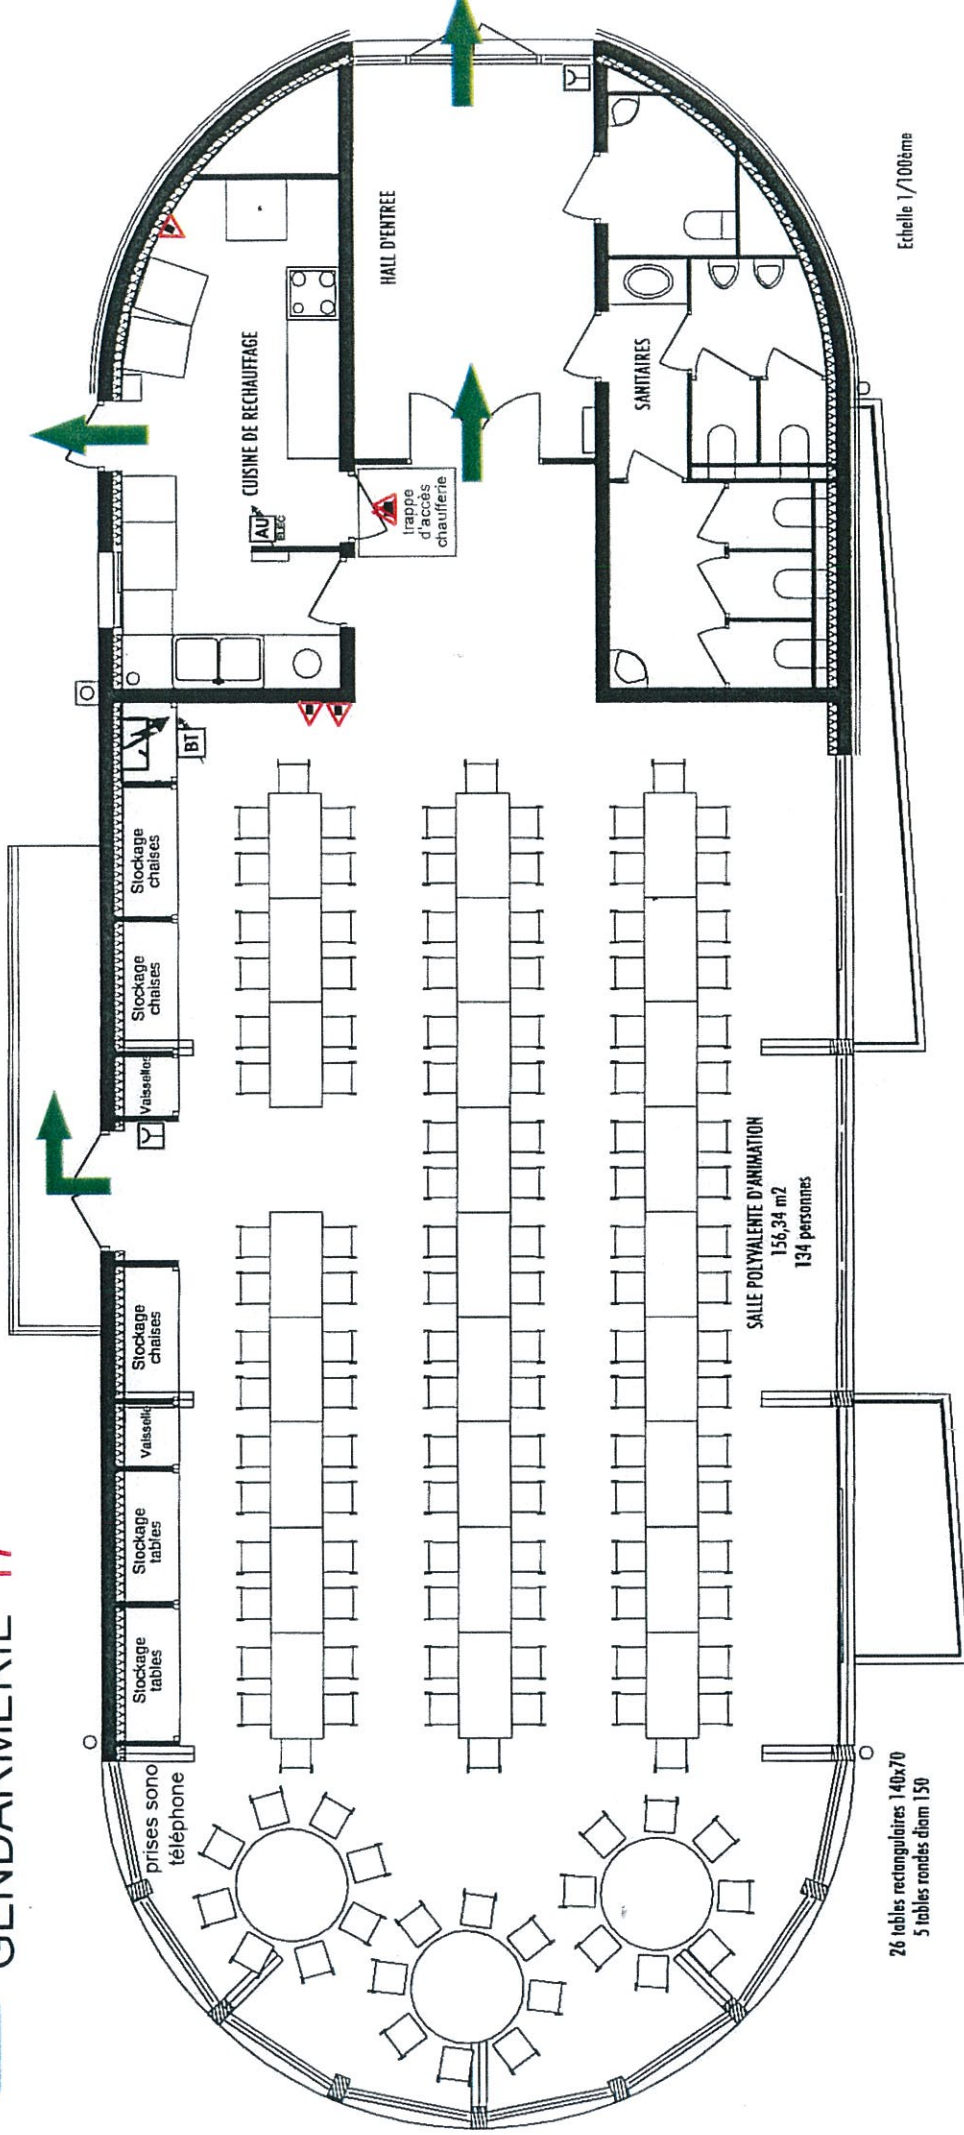 GENDARMERIE 17
HALL D'ENTREE
CUISINE DE RECHAUFFAGE
SANITAIRES
Echelle 1/100ème
AU
ELEC
trappe
d'accès
chaufferie
BT
Stockage
chaises
Stockage
chaises
Vaisselles
Stockage
chaises
Vaisselle
Stockage
tables
Stockage
tables
prises sono
téléphone
SALLE POLYVALENTE D'ANIMATION
156,34 m2
134 personnes
26 tables rectangulaires 140x70
5 tables rondes diam 150